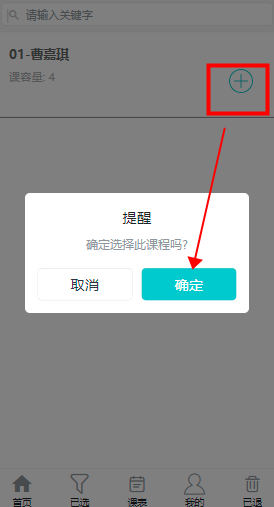 请输入关键字
01-曹嘉琪
课容量: 4
提醒
确定选择此课程吗?
取消 确定
首页 已选 课表 我的 已退